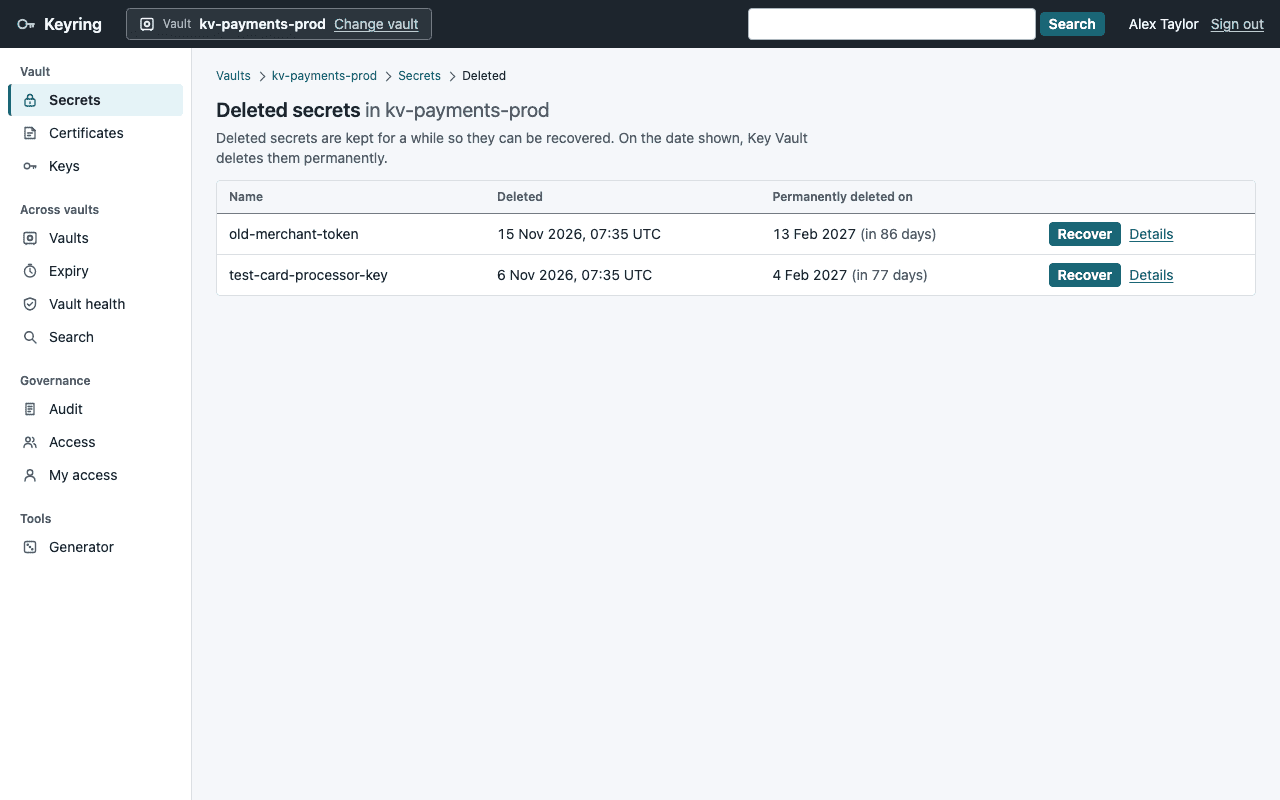 Keyring
Vault kv-payments-prod Change vault
Search
Alex Taylor
Sign out
Vault
Secrets
Certificates
Keys
Across vaults
Vaults
Expiry
Vault health
Search
Governance
Audit
Access
My access
Tools
Generator
Vaults > kv-payments-prod > Secrets > Deleted
Deleted secrets in kv-payments-prod
Deleted secrets are kept for a while so they can be recovered. On the date shown, Key Vault
deletes them permanently.
Name Deleted Permanently deleted on
old-merchant-token 15 Nov 2026, 07:35 UTC 13 Feb 2027 (in 86 days) Recover Details
test-card-processor-key 6 Nov 2026, 07:35 UTC 4 Feb 2027 (in 77 days) Recover Details